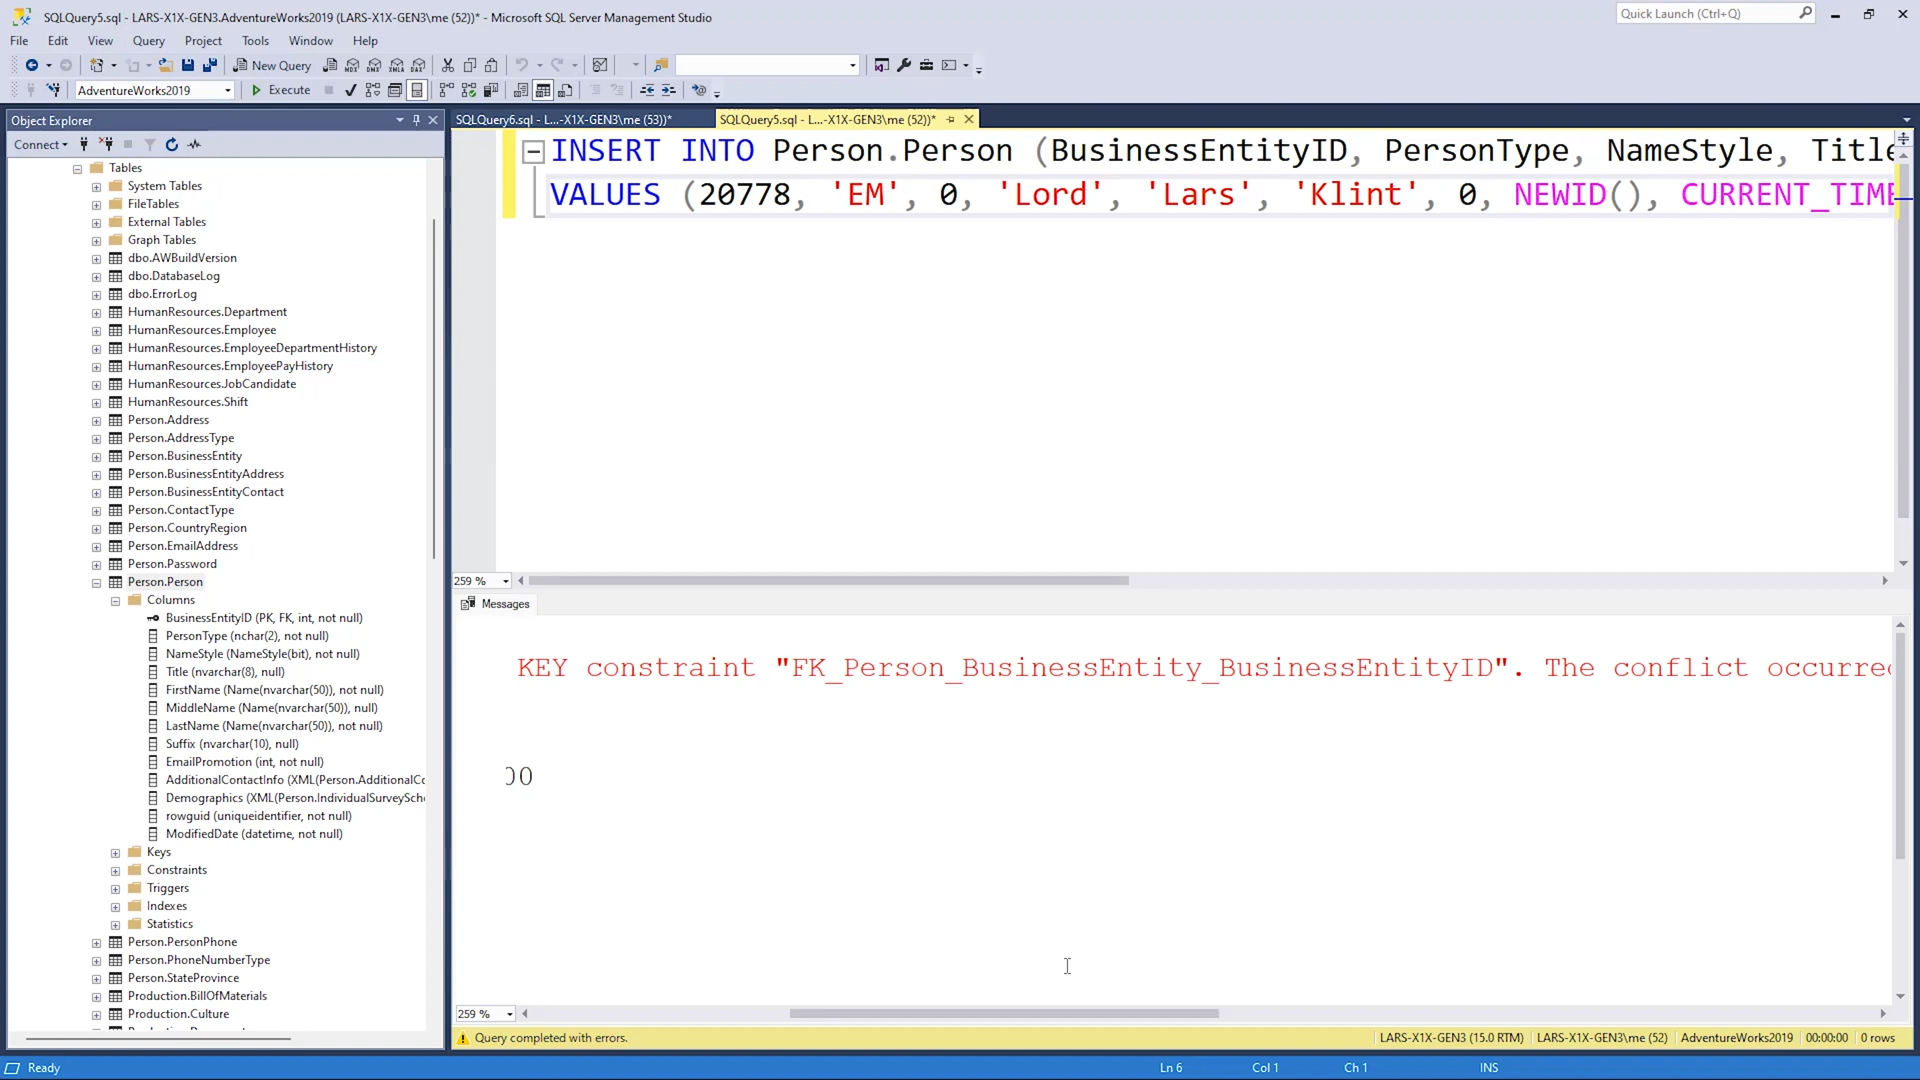 SQLQuery5.sql - LARS-X1X-GEN3.AdventureWorks2019 (LARS-X1X-GEN3\me (52))* - Microsoft SQL Server Management Studio
Quick Launch (Ctrl+Q)
File Edit View Query Project Tools Window Help
New Query
AdventureWorks2019
Execute
Object Explorer
SQLQuery6.sql - L...-X1X-GEN3\me (53))*
SQLQuery5.sql - L...-X1X-GEN3\me (52))*
Connect
Tables
System Tables
FileTables
External Tables
Graph Tables
dbo.AWBuildVersion
dbo.DatabaseLog
dbo.ErrorLog
HumanResources.Department
HumanResources.Employee
HumanResources.EmployeeDepartmentHistory
HumanResources.EmployeePayHistory
HumanResources.JobCandidate
HumanResources.Shift
Person.Address
Person.AddressType
Person.BusinessEntity
Person.BusinessEntityAddress
Person.BusinessEntityContact
Person.ContactType
Person.CountryRegion
Person.EmailAddress
Person.Password
Person.Person
Columns
BusinessEntityID (PK, FK, int, not null)
PersonType (nchar(2), not null)
NameStyle (NameStyle(bit), not null)
Title (nvarchar(8), null)
FirstName (Name(nvarchar(50)), not null)
MiddleName (Name(nvarchar(50)), null)
LastName (Name(nvarchar(50)), not null)
Suffix (nvarchar(10), null)
EmailPromotion (int, not null)
AdditionalContactInfo (XML(Person.AdditionalCo
Demographics (XML(Person.IndividualSurveySche
rowguid (uniqueidentifier, not null)
ModifiedDate (datetime, not null)
Keys
Constraints
Triggers
Indexes
Statistics
Person.PersonPhone
Person.PhoneNumberType
Person.StateProvince
Production.BillOfMaterials
Production.Culture
INSERT INTO Person.Person (BusinessEntityID, PersonType, NameStyle, Title
VALUES (20778, 'EM', 0, 'Lord', 'Lars', 'Klint', 0, NEWID(), CURRENT_TIME
259 %
Messages
KEY constraint "FK_Person_BusinessEntity_BusinessEntityID". The conflict occurred
00
259 %
Query completed with errors.
LARS-X1X-GEN3 (15.0 RTM) LARS-X1X-GEN3\me (52) AdventureWorks2019 00:00:00 0 rows
Ready Ln 6 Col 1 Ch 1 INS